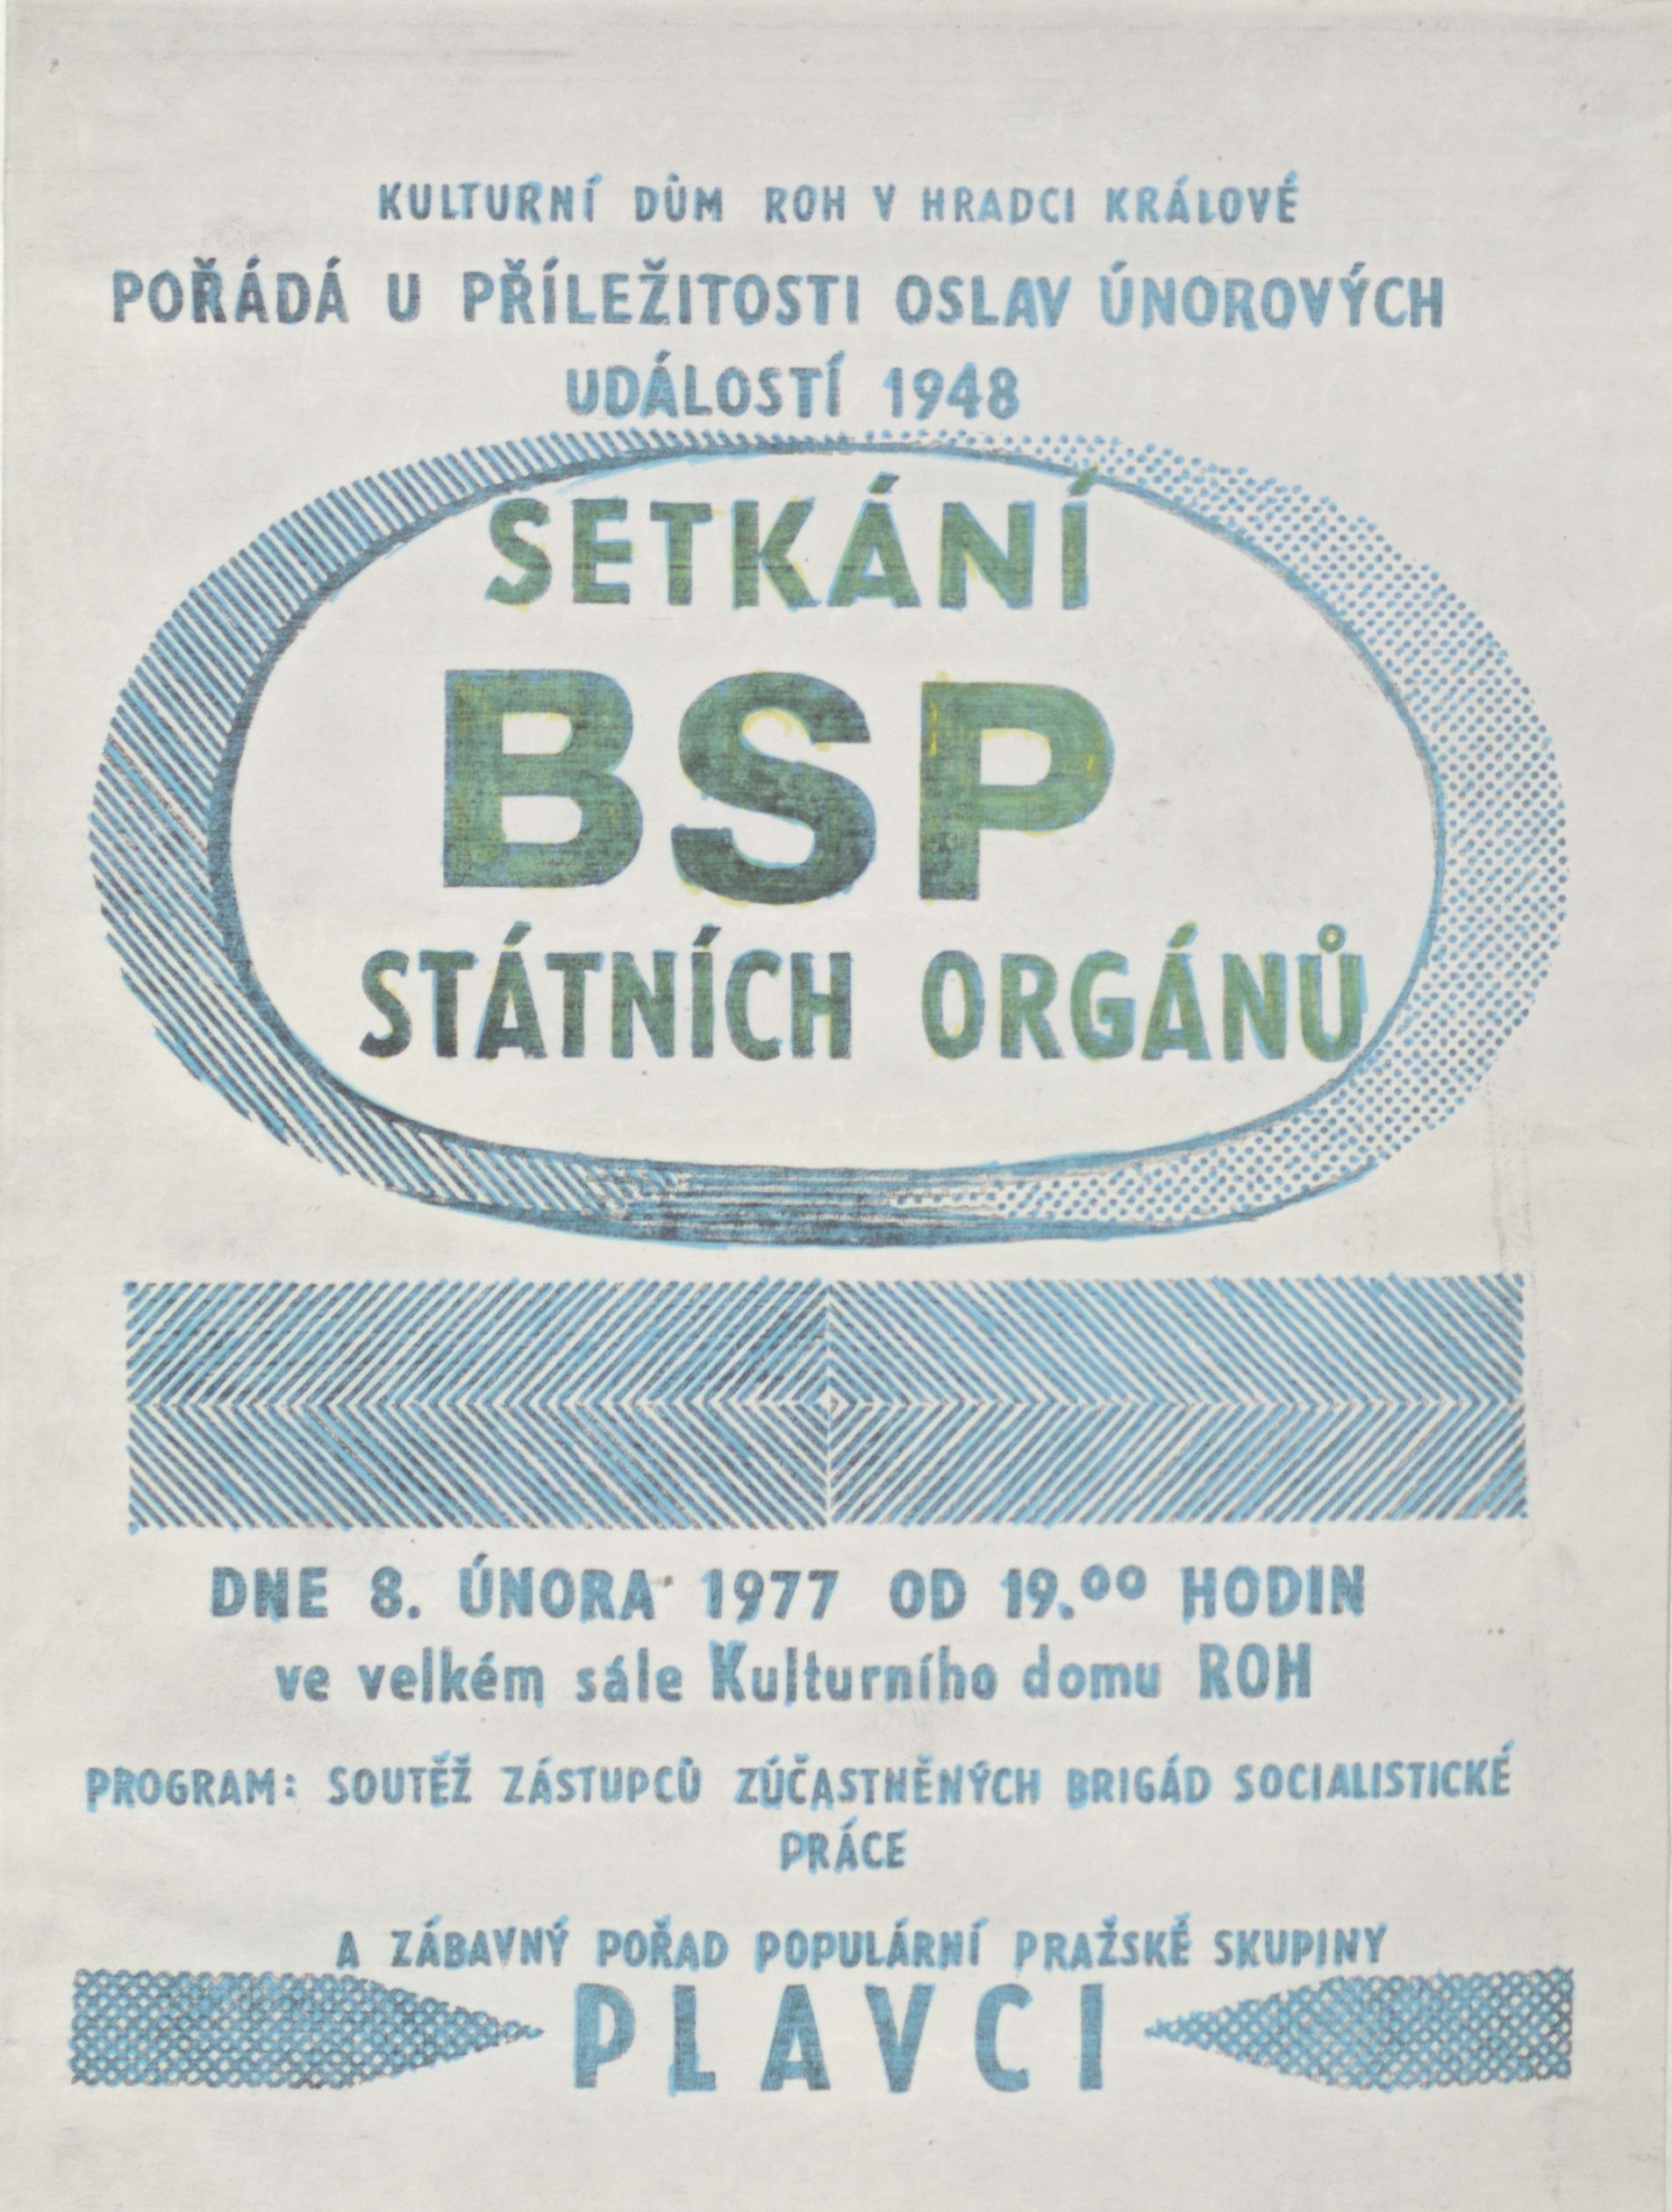 KULTURNÍ DŮM ROH V HRADCI KRÁLOVÉ
POŘÁDÁ U PŘÍLEŽITOSTI OSLAV ÚNOROVÝCH
UDÁLOSTÍ 1948
SETKÁNÍ
BSP
STÁTNÍCH ORGÁNŮ
DNE 8. ÚNORA 1977 OD 19.00 HODIN
ve velkém sále Kulturního domu ROH
PROGRAM: SOUTĚŽ ZÁSTUPCŮ ZÚČASTNĚNÝCH BRIGÁD SOCIALISTICKÉ
PRÁCE
A ZÁBAVNÝ POŘAD POPULÁRNÍ PRAŽSKÉ SKUPINY
PLAVCI